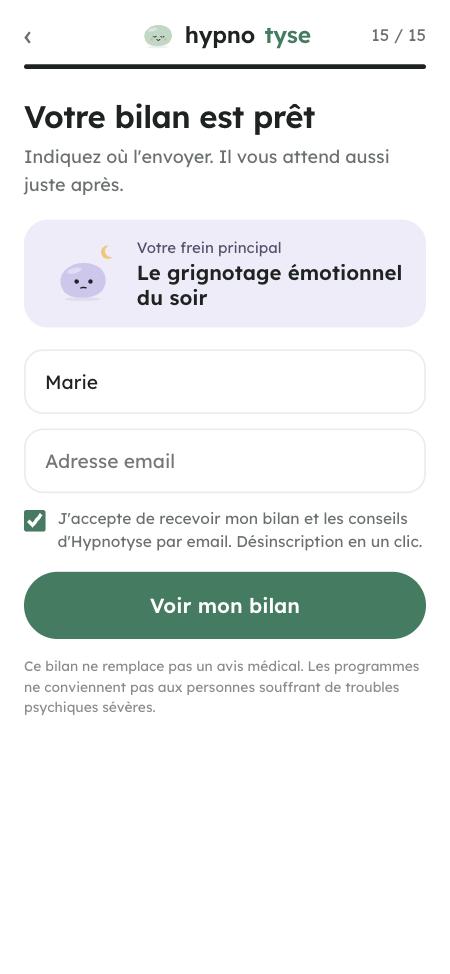 ‹ hypno tyse 15 / 15
Votre bilan est prêt
Indiquez où l'envoyer. Il vous attend aussi
juste après.
Votre frein principal
Le grignotage émotionnel
du soir
Marie
Adresse email
J'accepte de recevoir mon bilan et les conseils
d'Hypnotyse par email. Désinscription en un clic.
Voir mon bilan
Ce bilan ne remplace pas un avis médical. Les programmes
ne conviennent pas aux personnes souffrant de troubles
psychiques sévères.